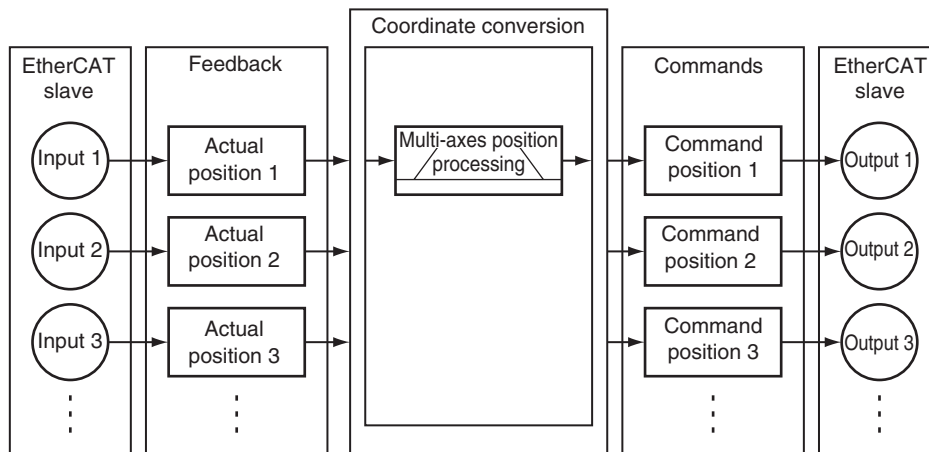 EtherCAT
slave
Input 1
Input 2
Input 3
Feedback
Actual
position 1
Actual
position 2
Actual
position 3
Coordinate conversion
Multi-axes position
processing
Commands
Command
position 1
Command
position 2
Command
position 3
EtherCAT
slave
Output 1
Output 2
Output 3